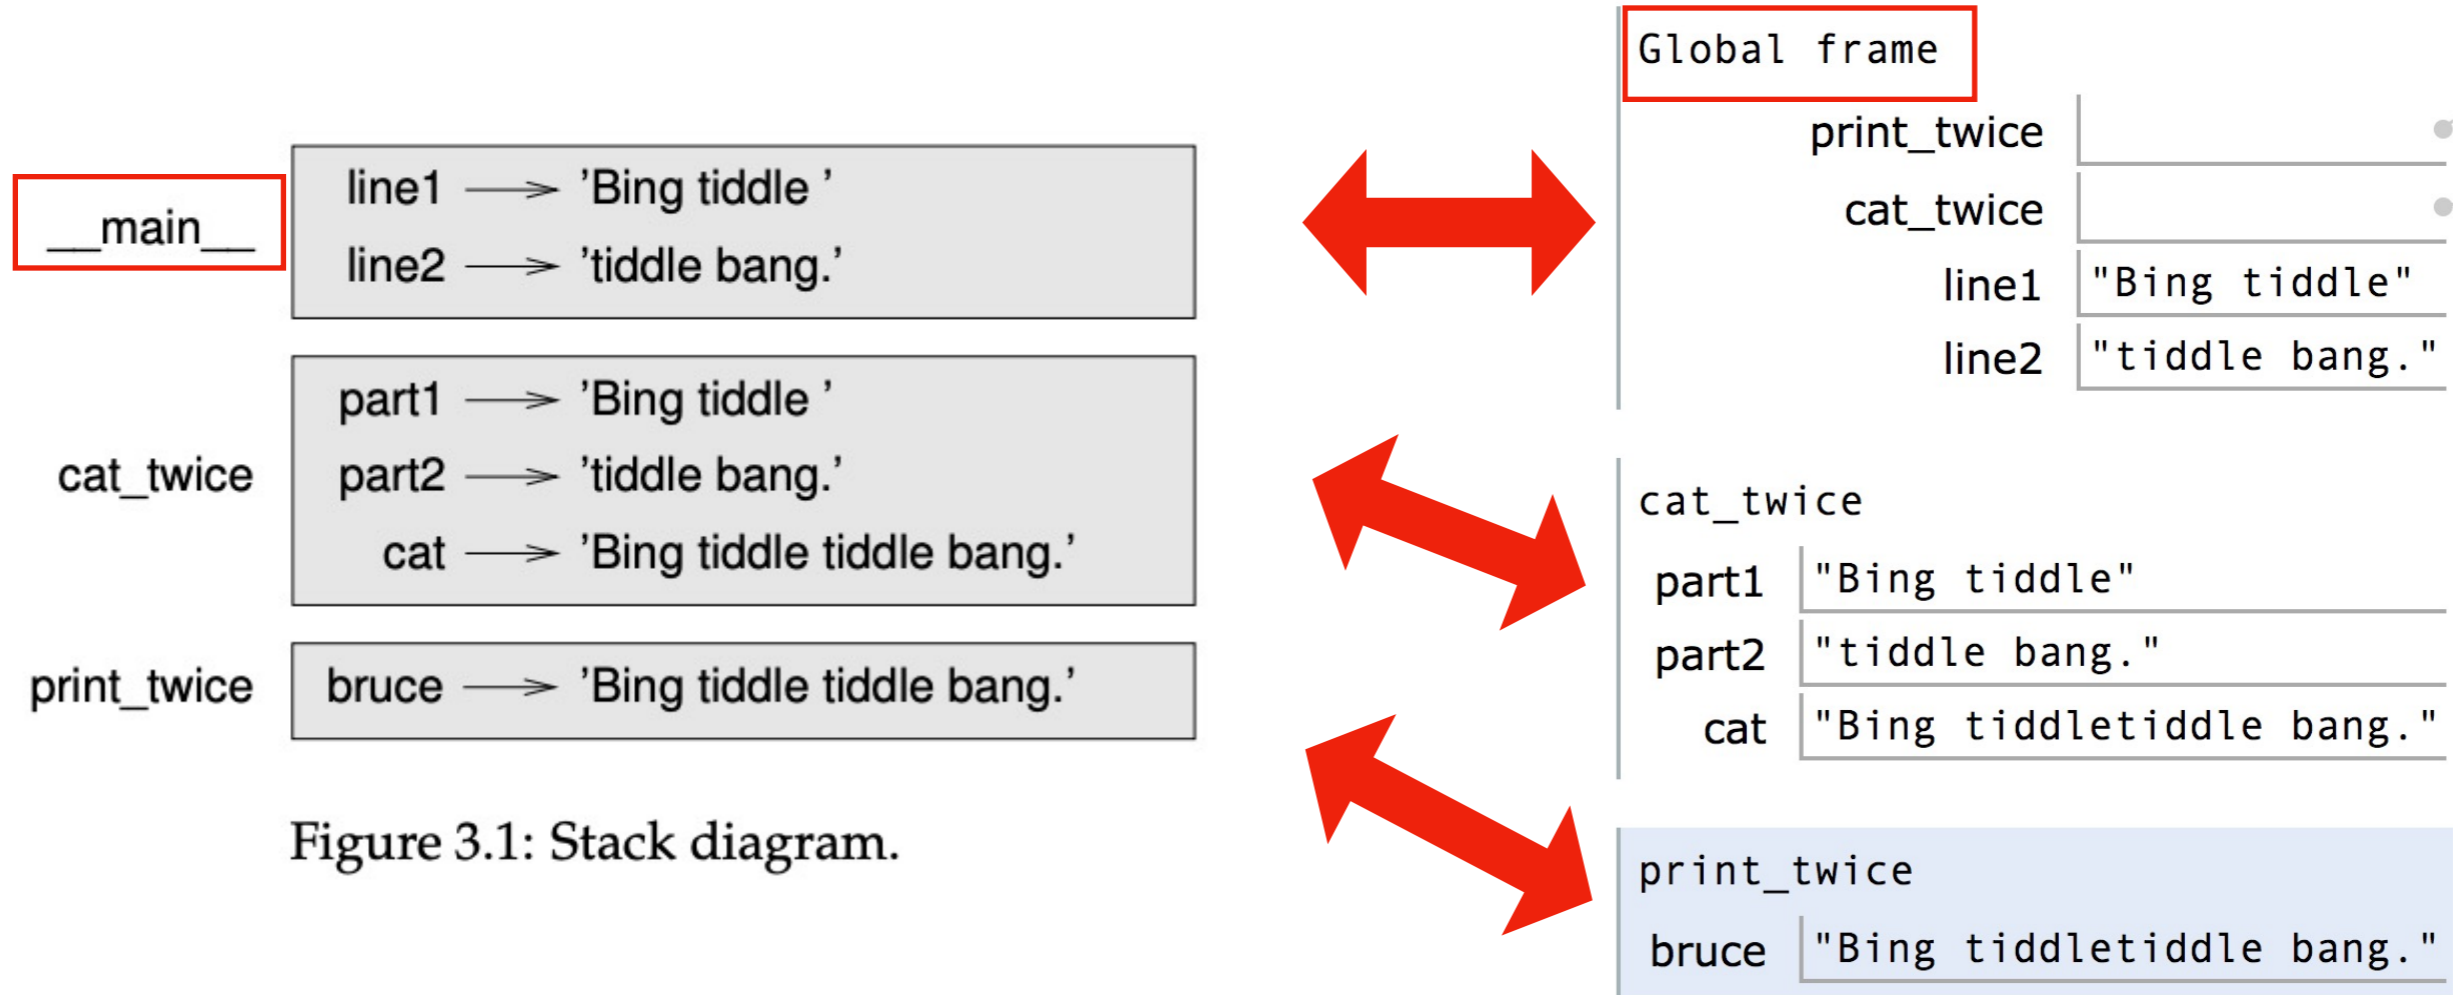 __main__
line1 ’Bing tiddle ’
line2 ’tiddle bang.’
cat_twice
part1 ’Bing tiddle ’
part2 ’tiddle bang.’
cat ’Bing tiddle tiddle bang.’
print_twice
bruce ’Bing tiddle tiddle bang.’
Figure 3.1: Stack diagram.
Global frame
print_twice
cat_twice
line1 "Bing tiddle"
line2 "tiddle bang."
cat_twice
part1 "Bing tiddle"
part2 "tiddle bang."
cat "Bing tiddletiddle bang."
print_twice
bruce "Bing tiddletiddle bang."